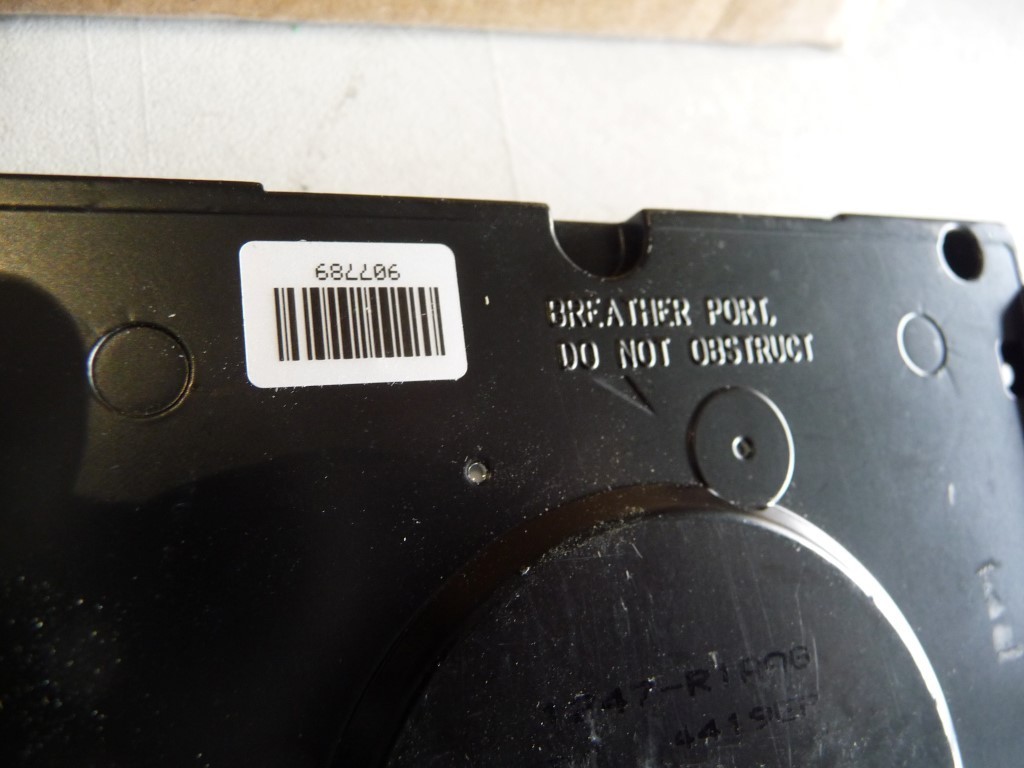 907789
BREATHER PORT,
DO NOT OBSTRUCT